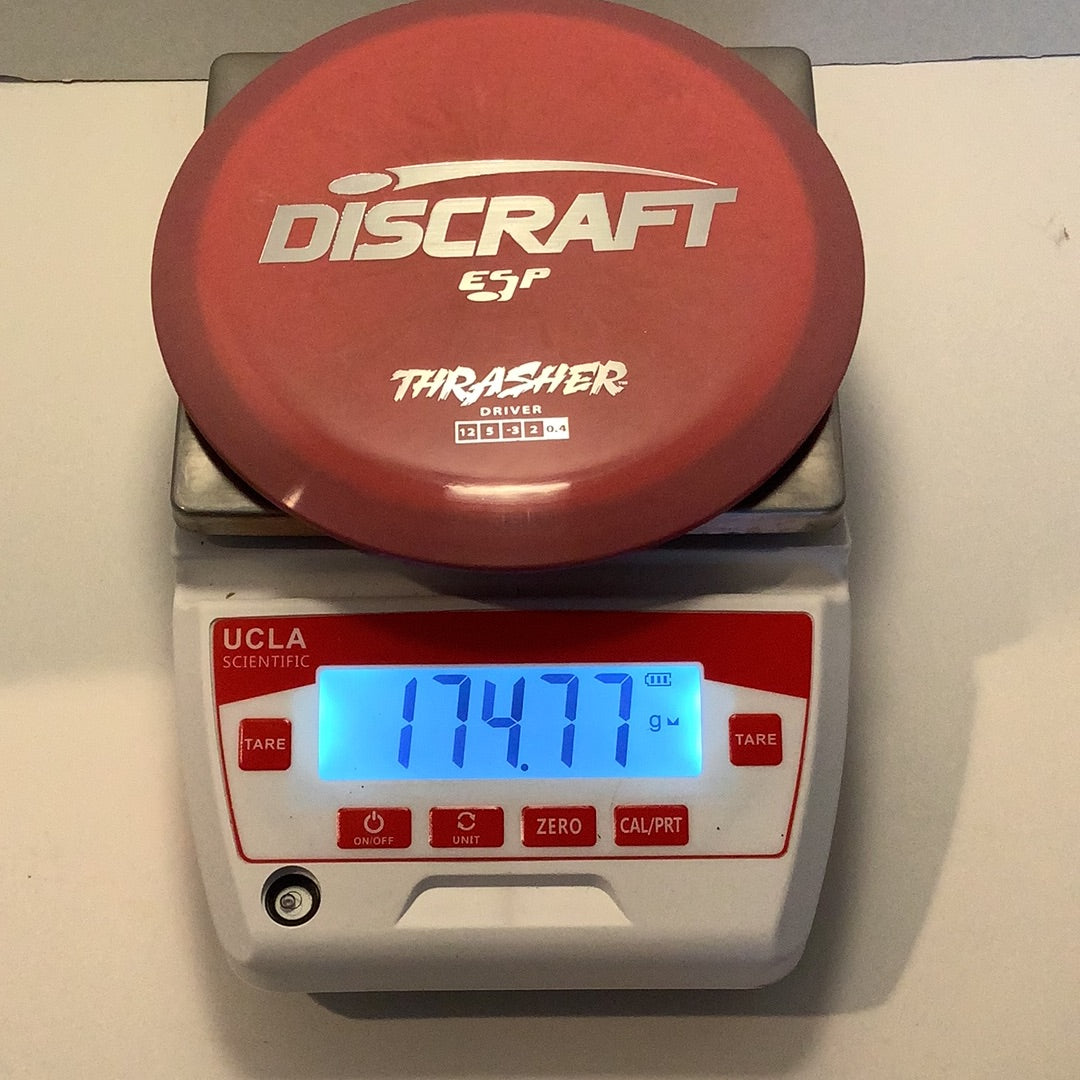 DISCRAFT
ESP
THRASHER™
DRIVER
12 5 -3 2 0.4
UCLA
SCIENTIFIC
174.77 g
TARE
TARE
ON/OFF
UNIT
ZERO
CAL/PRT